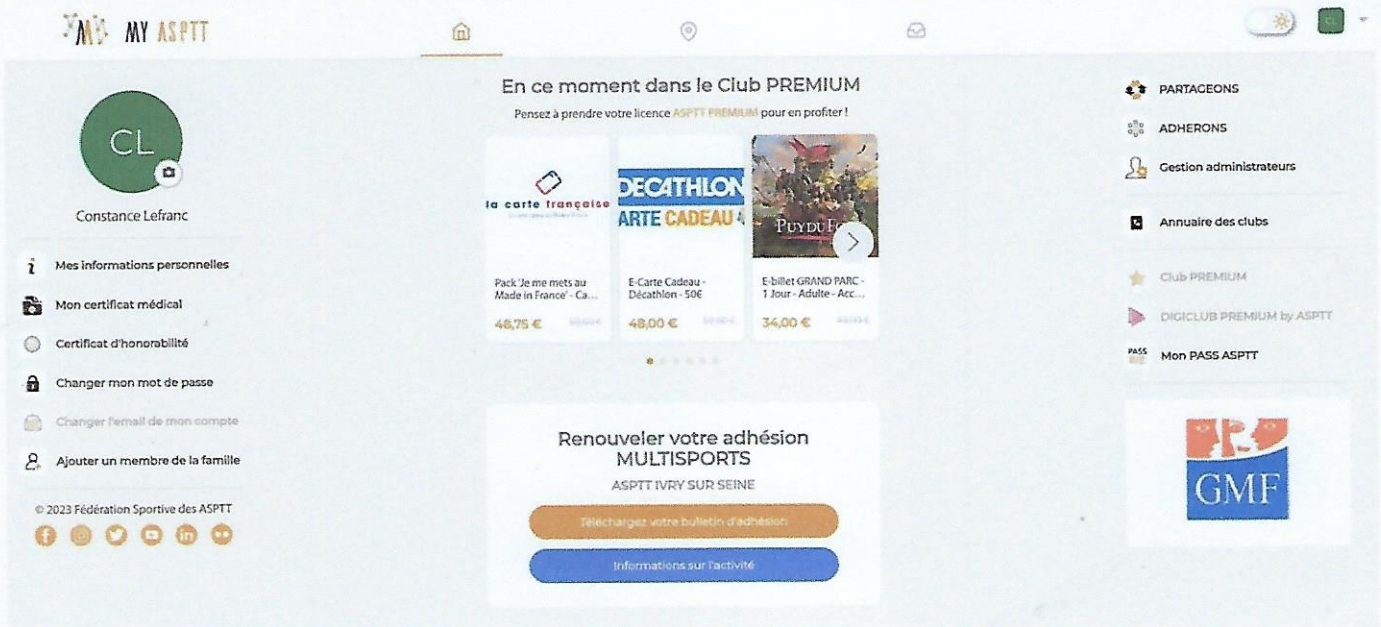 MY ASPTT
CL
CL
Constance Lefranc
Mes informations personnelles
Mon certificat médical
Certificat d'honorabilité
Changer mon mot de passe
Changer l'email de mon compte
Ajouter un membre de la famille
© 2023 Fédération Sportive des ASPTT
En ce moment dans le Club PREMIUM
Pensez à prendre votre licence ASPTT PREMIUM pour en profiter !
la carte française
Pack 'Je me mets au
Made in France' - Ca...
48,75 €
DECATHLON
ARTE CADEAU
E-Carte Cadeau -
Décathlon - 50€
48,00 €
PUY DU F
E-billet GRAND PARC -
1 Jour - Adulte - Acc...
34,00 €
Renouveler votre adhésion
MULTISPORTS
ASPTT IVRY SUR SEINE
Téléchargez votre bulletin d'adhésion
Informations sur l'activité
PARTAGEONS
ADHERONS
Gestion administrateurs
Annuaire des clubs
Club PREMIUM
DIGICLUB PREMIUM by ASPTT
PASS Mon PASS ASPTT
GMF